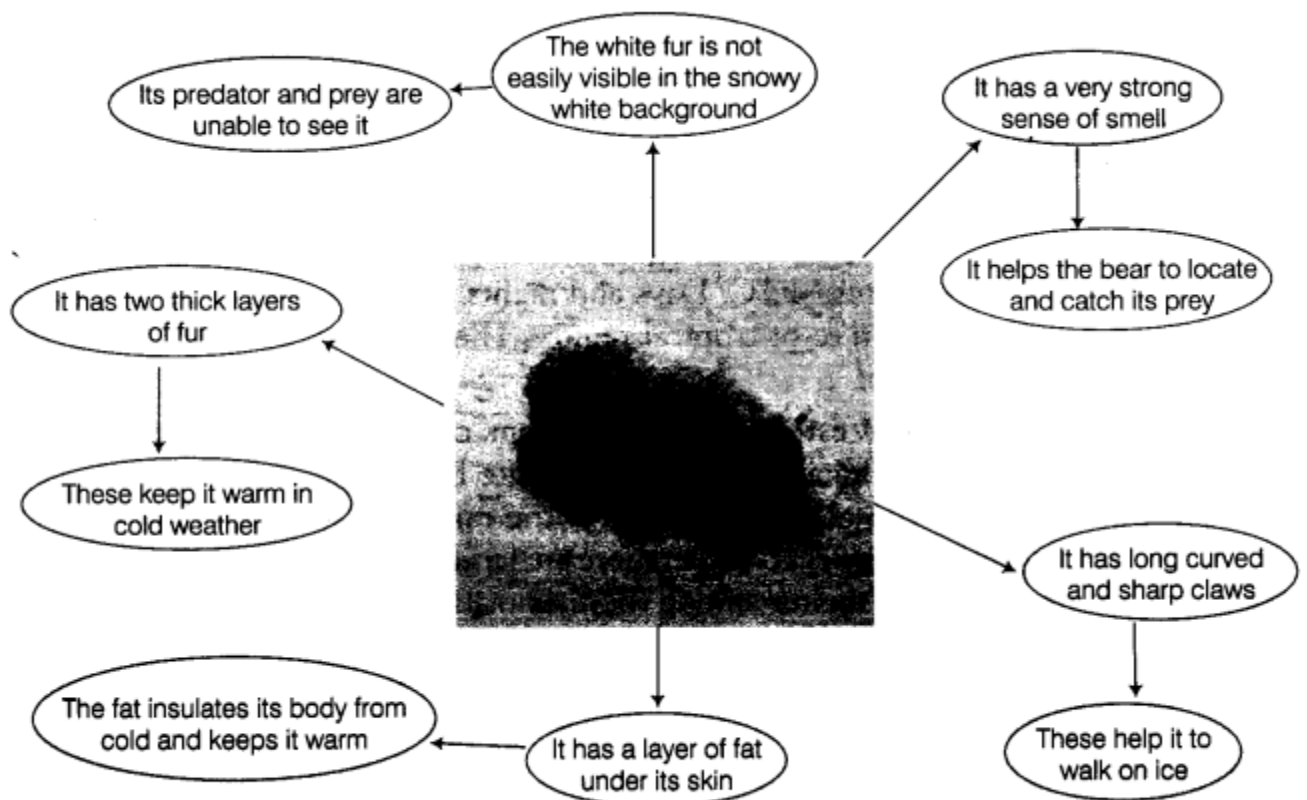 The white fur is not
easily visible in the snowy
white background
Its predator and prey are
unable to see it
It has a very strong
sense of smell
It helps the bear to locate
and catch its prey
It has two thick layers
of fur
These keep it warm in
cold weather
It has long curved
and sharp claws
These help it to
walk on ice
The fat insulates its body from
cold and keeps it warm
It has a layer of fat
under its skin